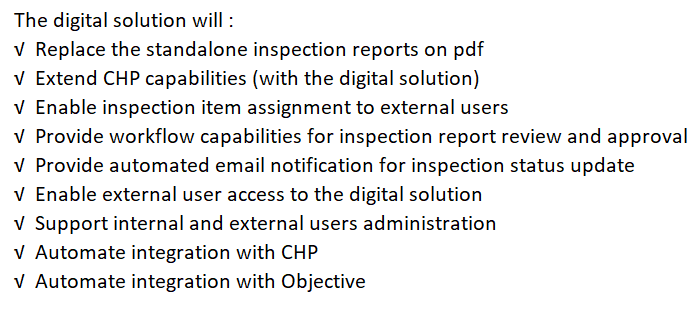 The digital solution will :
√ Replace the standalone inspection reports on pdf
√ Extend CHP capabilities (with the digital solution)
√ Enable inspection item assignment to external users
√ Provide workflow capabilities for inspection report review and approval
√ Provide automated email notification for inspection status update
√ Enable external user access to the digital solution
√ Support internal and external users administration
√ Automate integration with CHP
√ Automate integration with Objective